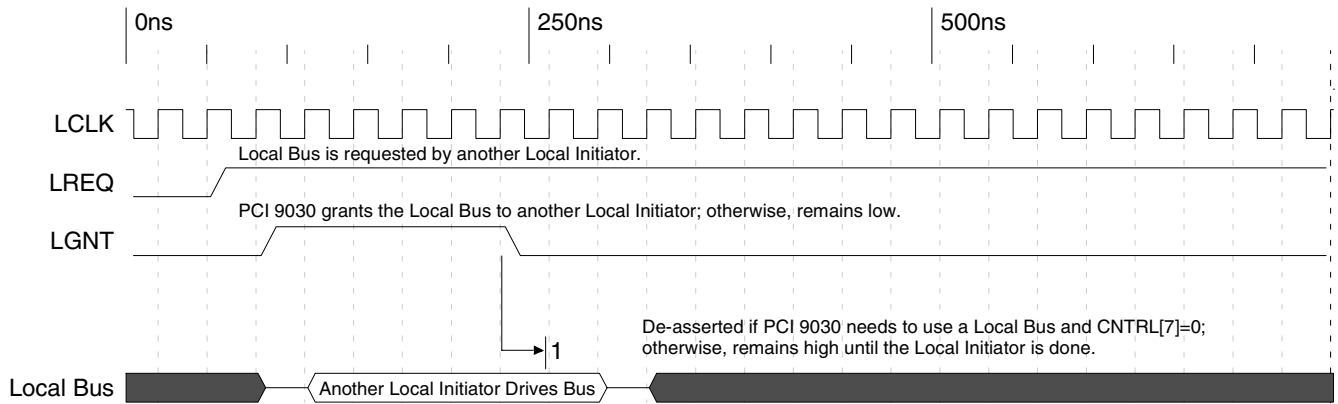 0ns
250ns
500ns
LCLK
Local Bus is requested by another Local Initiator.
LREQ
PCI 9030 grants the Local Bus to another Local Initiator; otherwise, remains low.
LGNT
De-asserted if PCI 9030 needs to use a Local Bus and CNTRL[7]=0;
otherwise, remains high until the Local Initiator is done.
1
Local Bus
Another Local Initiator Drives Bus